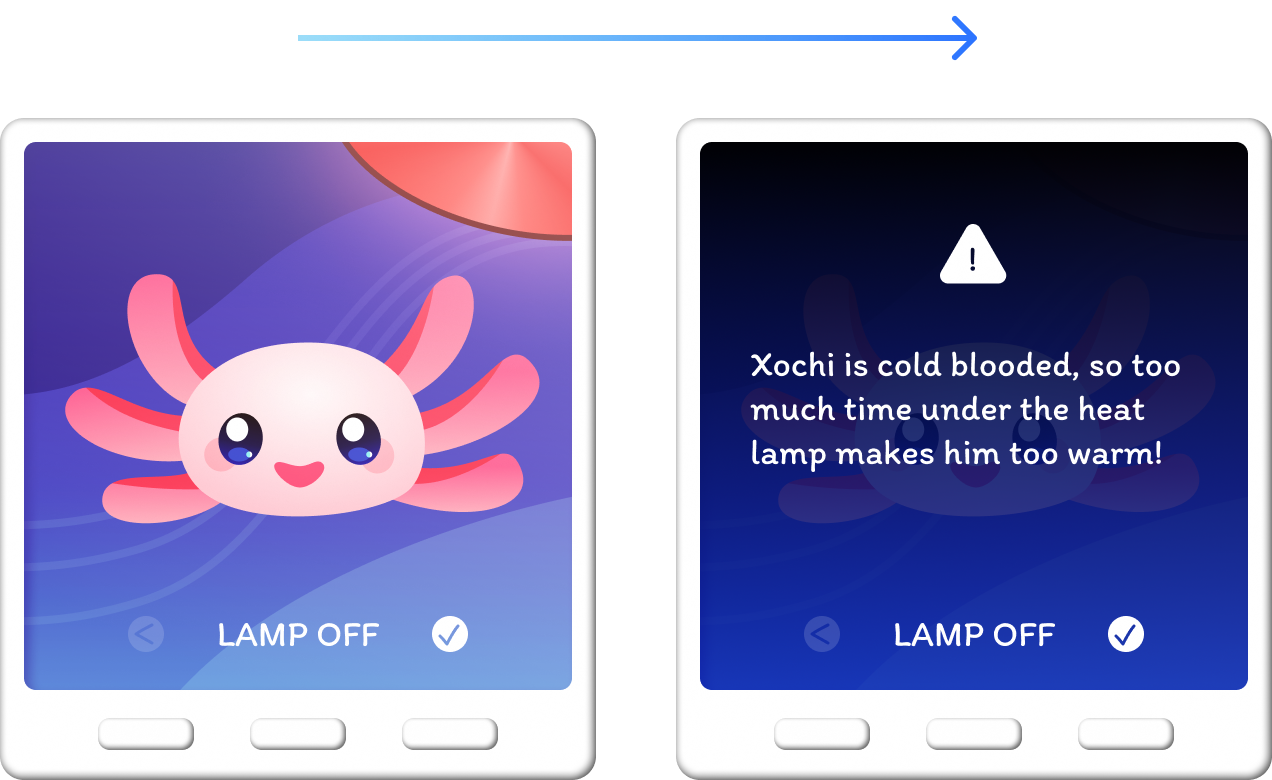 LAMP OFF
!
Xochi is cold blooded, so too
much time under the heat
lamp makes him too warm!
LAMP OFF